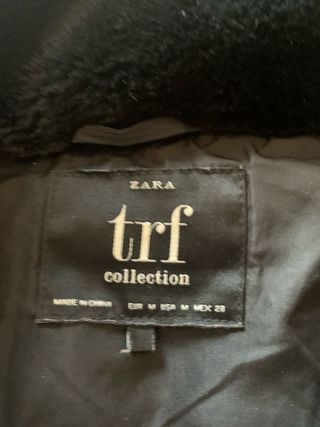 ZARA
trf
collection
MADE IN CHINA EUR M USA M MEX 28